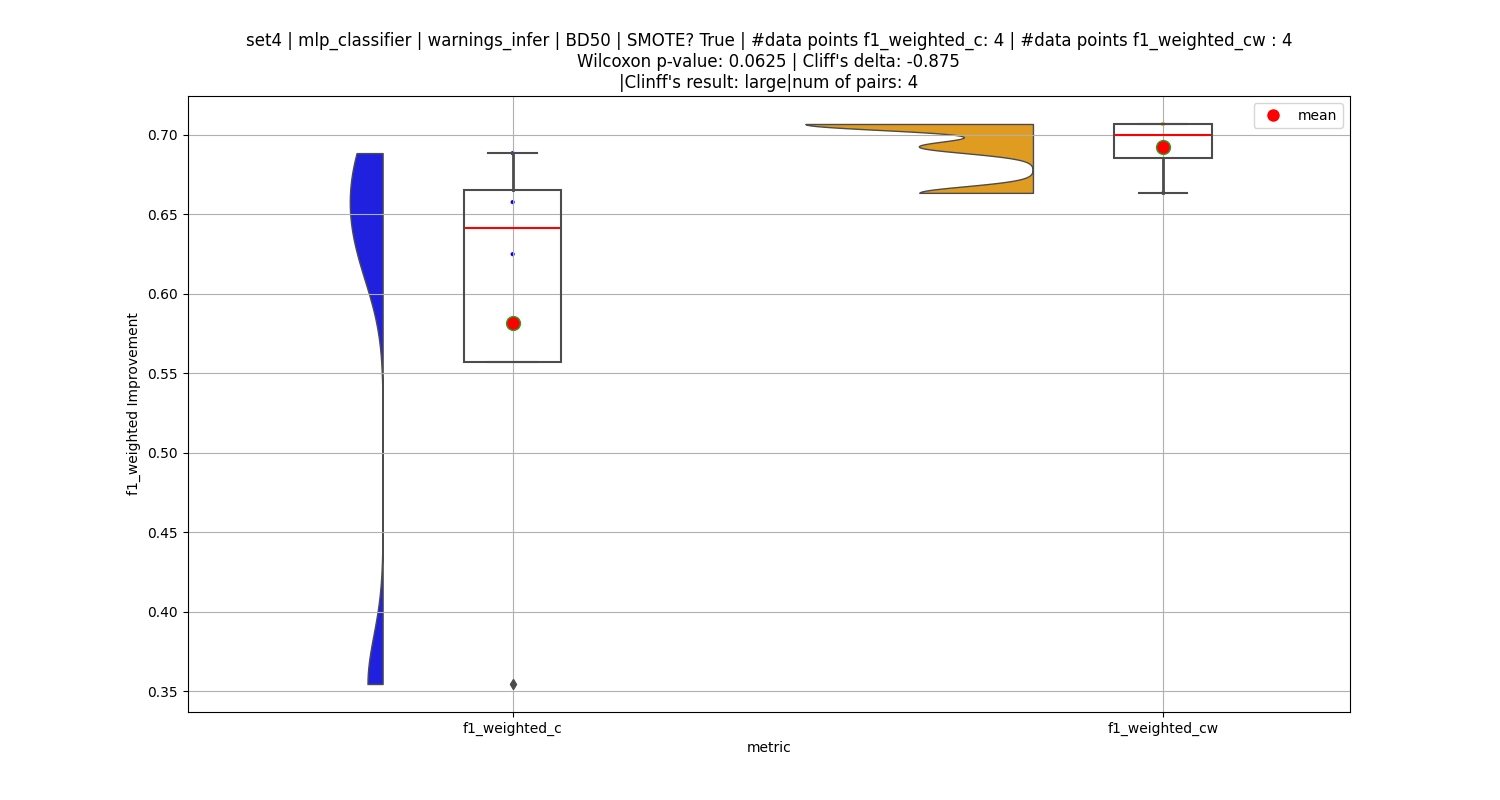 set4 | mlp_classifier | warnings_infer | BD50 | SMOTE? True | #data points f1_weighted_c: 4 | #data points f1_weighted_cw : 4
Wilcoxon p-value: 0.0625 | Cliff's delta: -0.875
|Clinff's result: large|num of pairs: 4
mean
0.70
0.65
0.60
0.55
0.50
0.45
0.40
0.35
f1_weighted Improvement
f1_weighted_c
f1_weighted_cw
metric